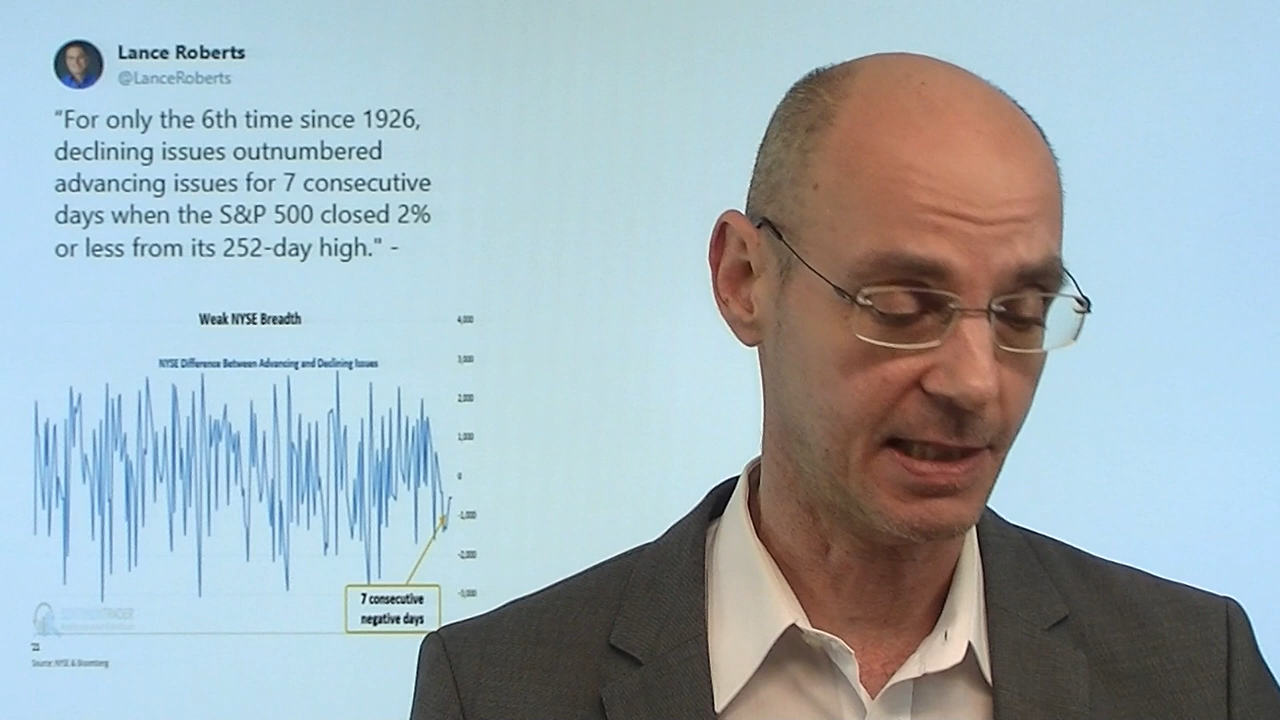 Lance Roberts
@LanceRoberts
"For only the 6th time since 1926,
declining issues outnumbered
advancing issues for 7 consecutive
days when the S&P 500 closed 2%
or less from its 252-day high." -
Weak NYSE Breadth
NYSE Difference Between Advancing and Declining Issues
4,000
3,000
2,000
1,000
0
-1,000
-2,000
-3,000
7 consecutive
negative days
'21
Source: NYSE & Bloomberg